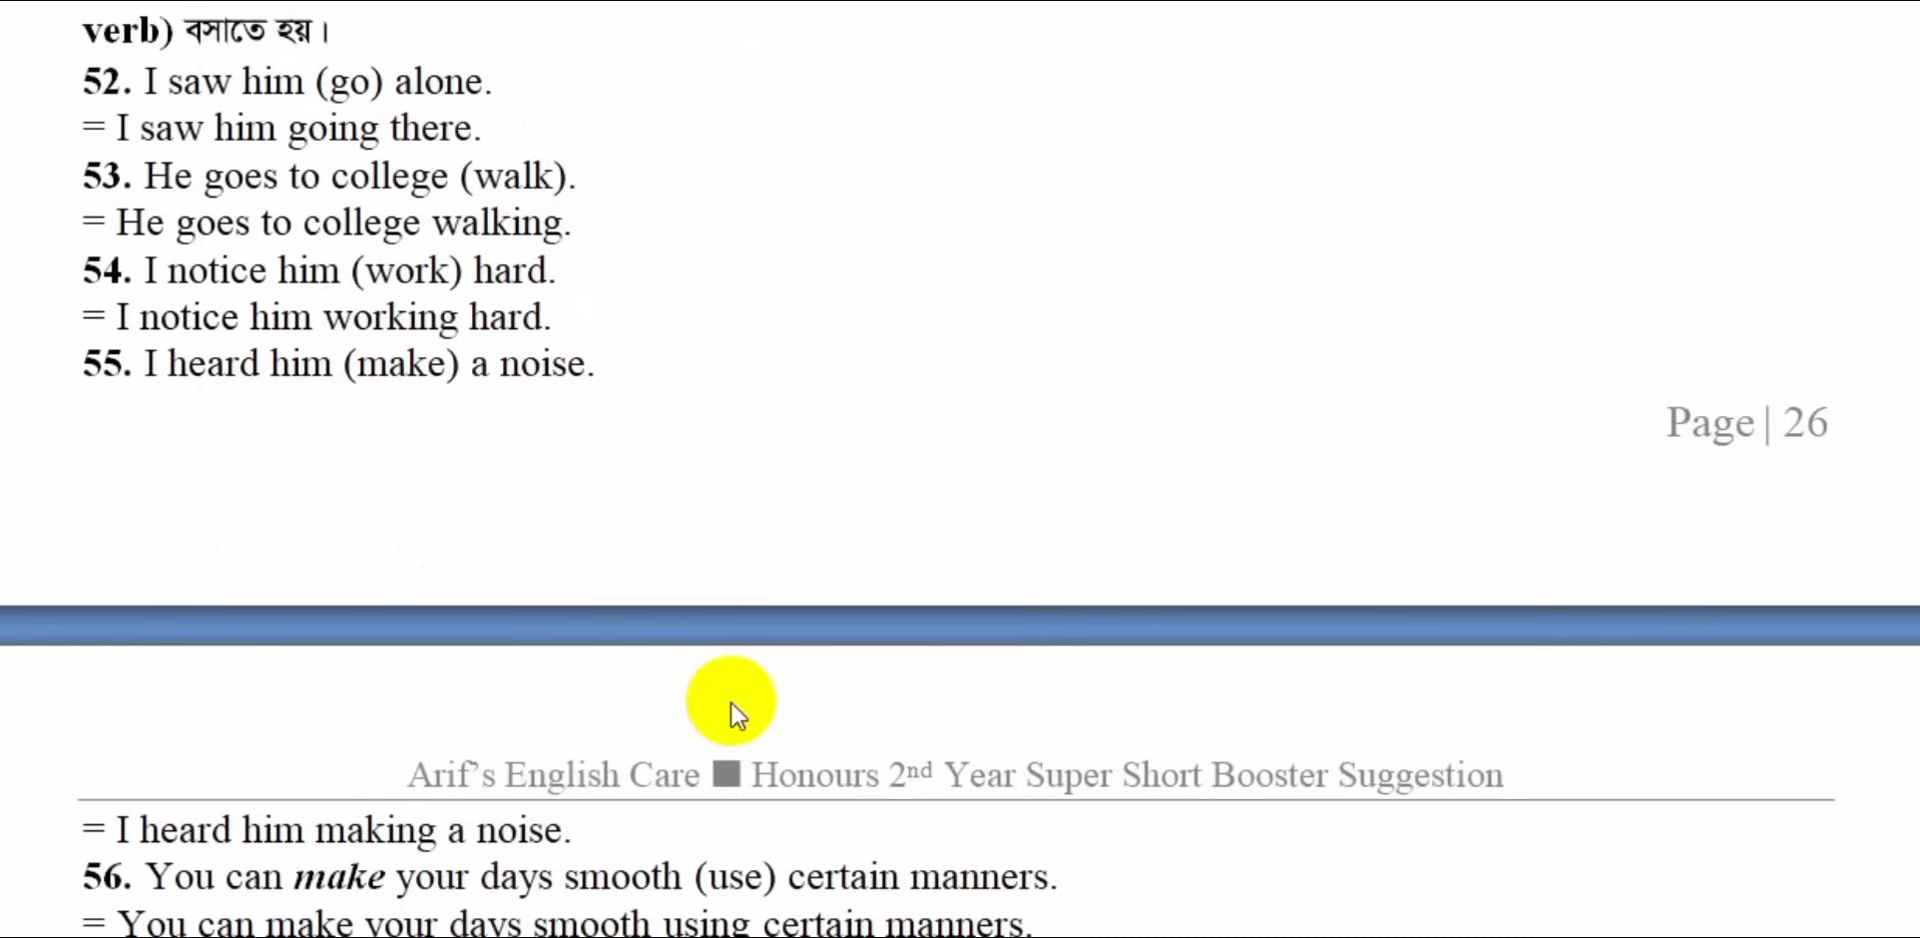 verb) বসাতে হয়।
52. I saw him (go) alone.
= I saw him going there.
53. He goes to college (walk).
= He goes to college walking.
54. I notice him (work) hard.
= I notice him working hard.
55. I heard him (make) a noise.
Page | 26
Arif's English Care ■ Honours 2nd Year Super Short Booster Suggestion
= I heard him making a noise.
56. You can make your days smooth (use) certain manners.
= You can make your days smooth using certain manners.